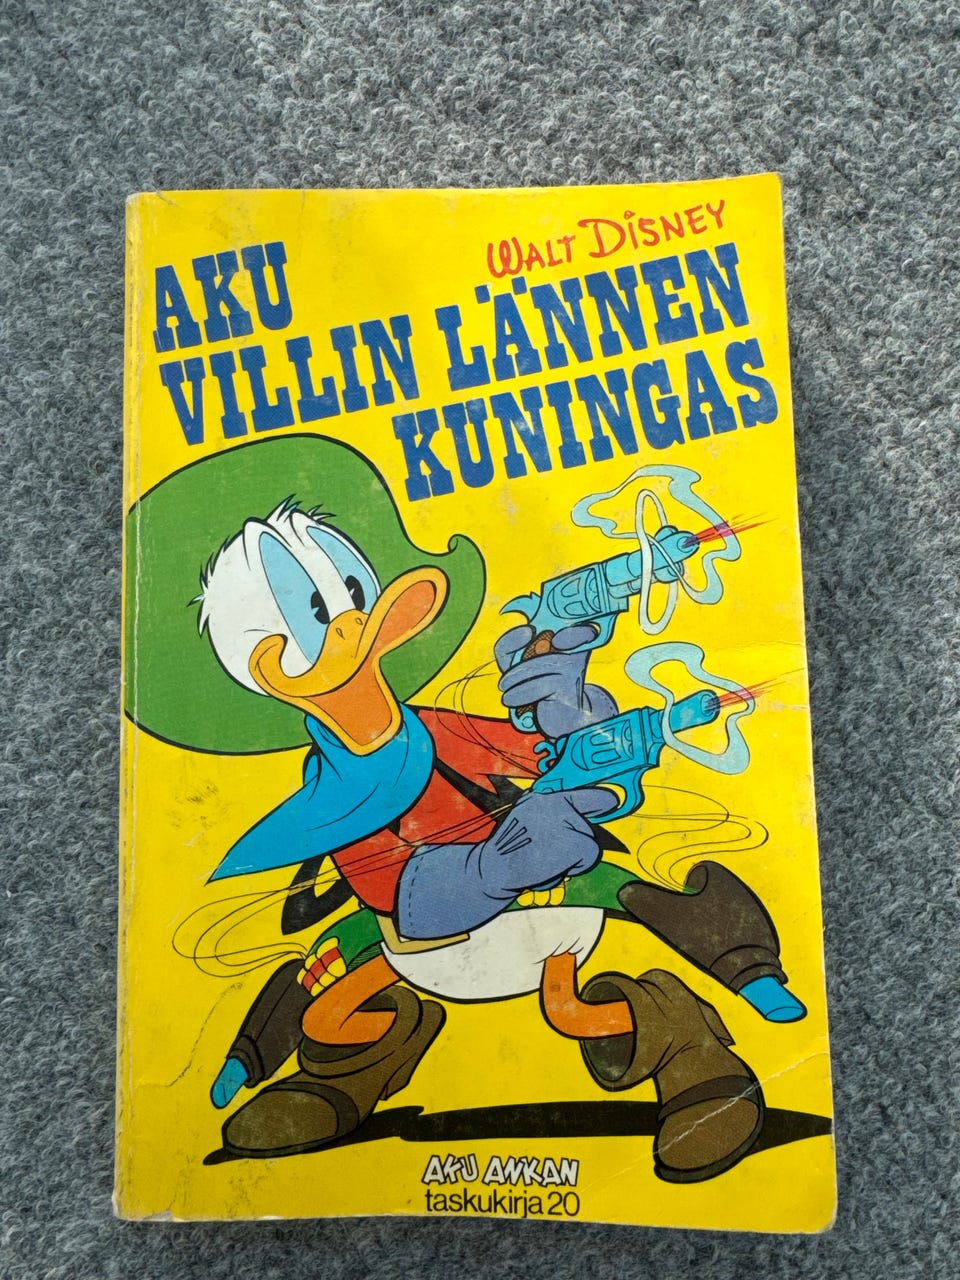 WALT DISNEY
AKU
VILLIN LÄNNEN
KUNINGAS
AKU ANKAN
taskukirja 20